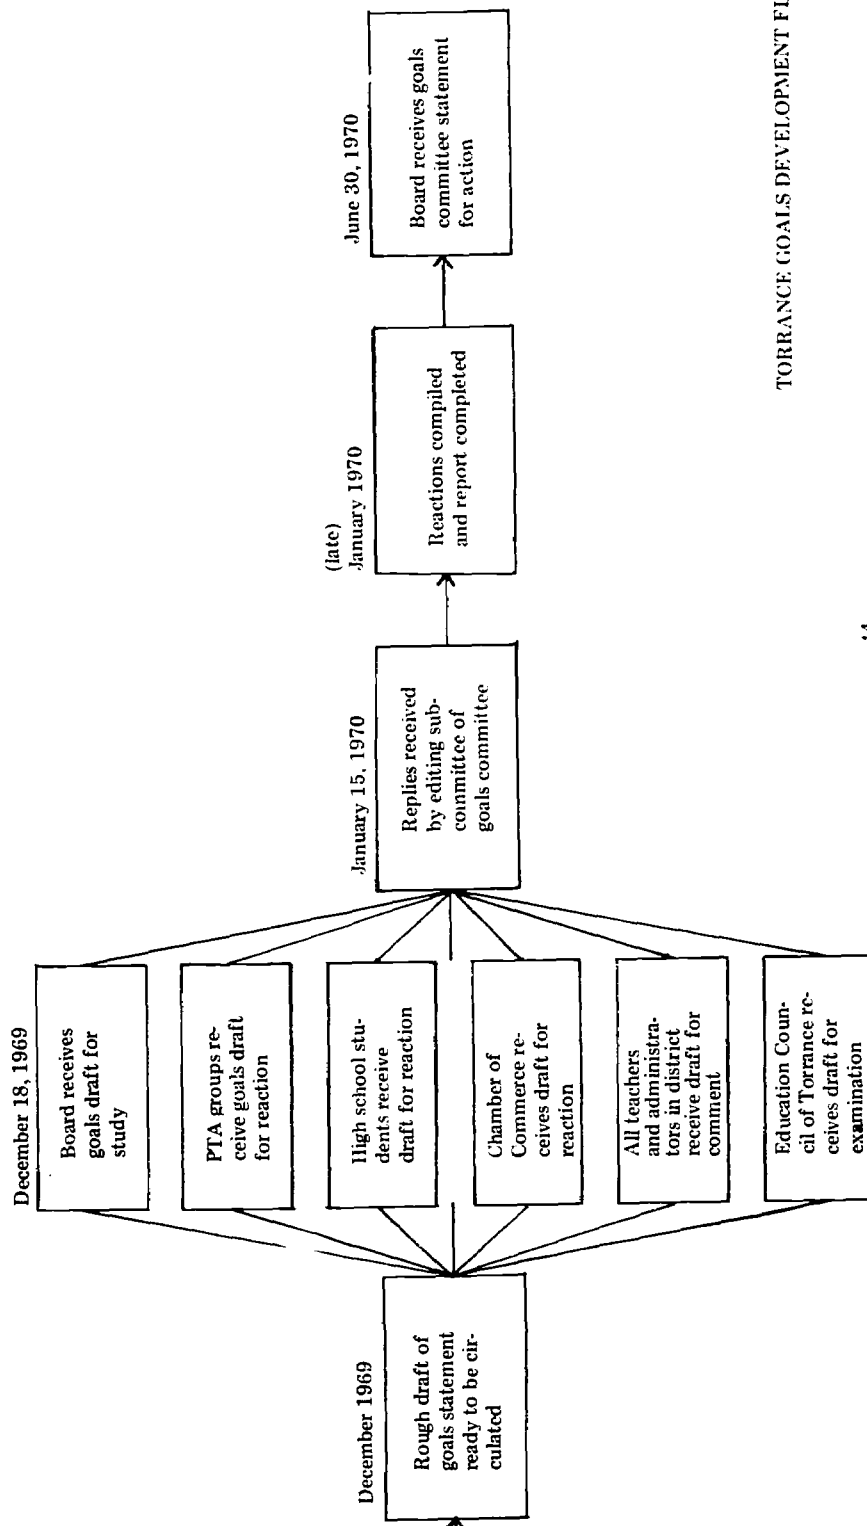 December 1969
Rough draft of
goals statement
ready to be cir-
culated
December 18, 1969
Board receives
goals draft for
study
PTA groups re-
ceive goals draft
for reaction
High school stu-
dents receive
draft for reaction
Chamber of
Commerce re-
ceives draft for
reaction
All teachers
and administra-
tors in district
receive draft for
comment
Education Coun-
cil of Torrance re-
ceives draft for
examination
January 15, 1970
Replies received
by editing sub-
committee of
goals committee
(late)
January 1970
Reactions compiled
and report completed
June 30, 1970
Board receives goals
committee statement
for action
TORRANCE GOALS DEVELOPMENT